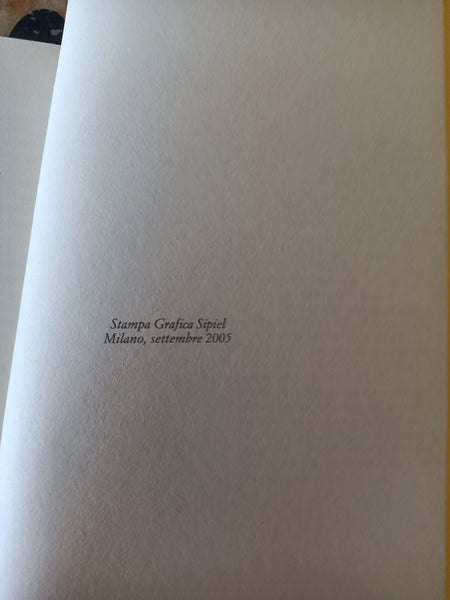 Stampa Grafica Sipiel
Milano, settembre 2005